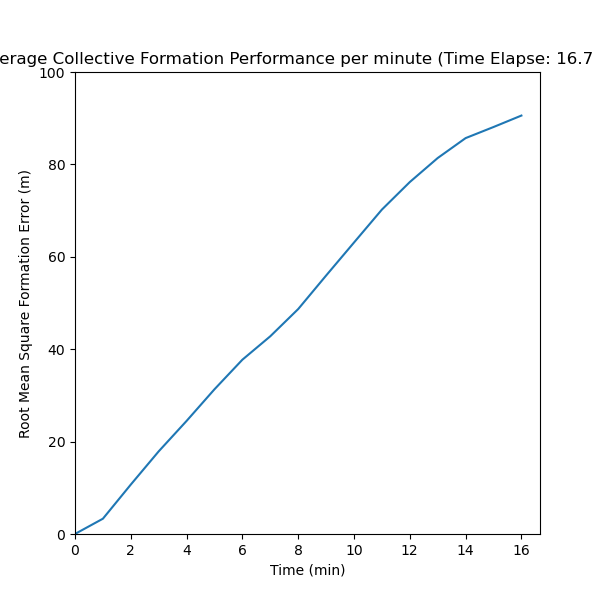 erage Collective Formation Performance per minute (Time Elapse: 16.7
100
80
60
40
20
0
Root Mean Square Formation Error (m)
0 2 4 6 8 10 12 14 16
Time (min)